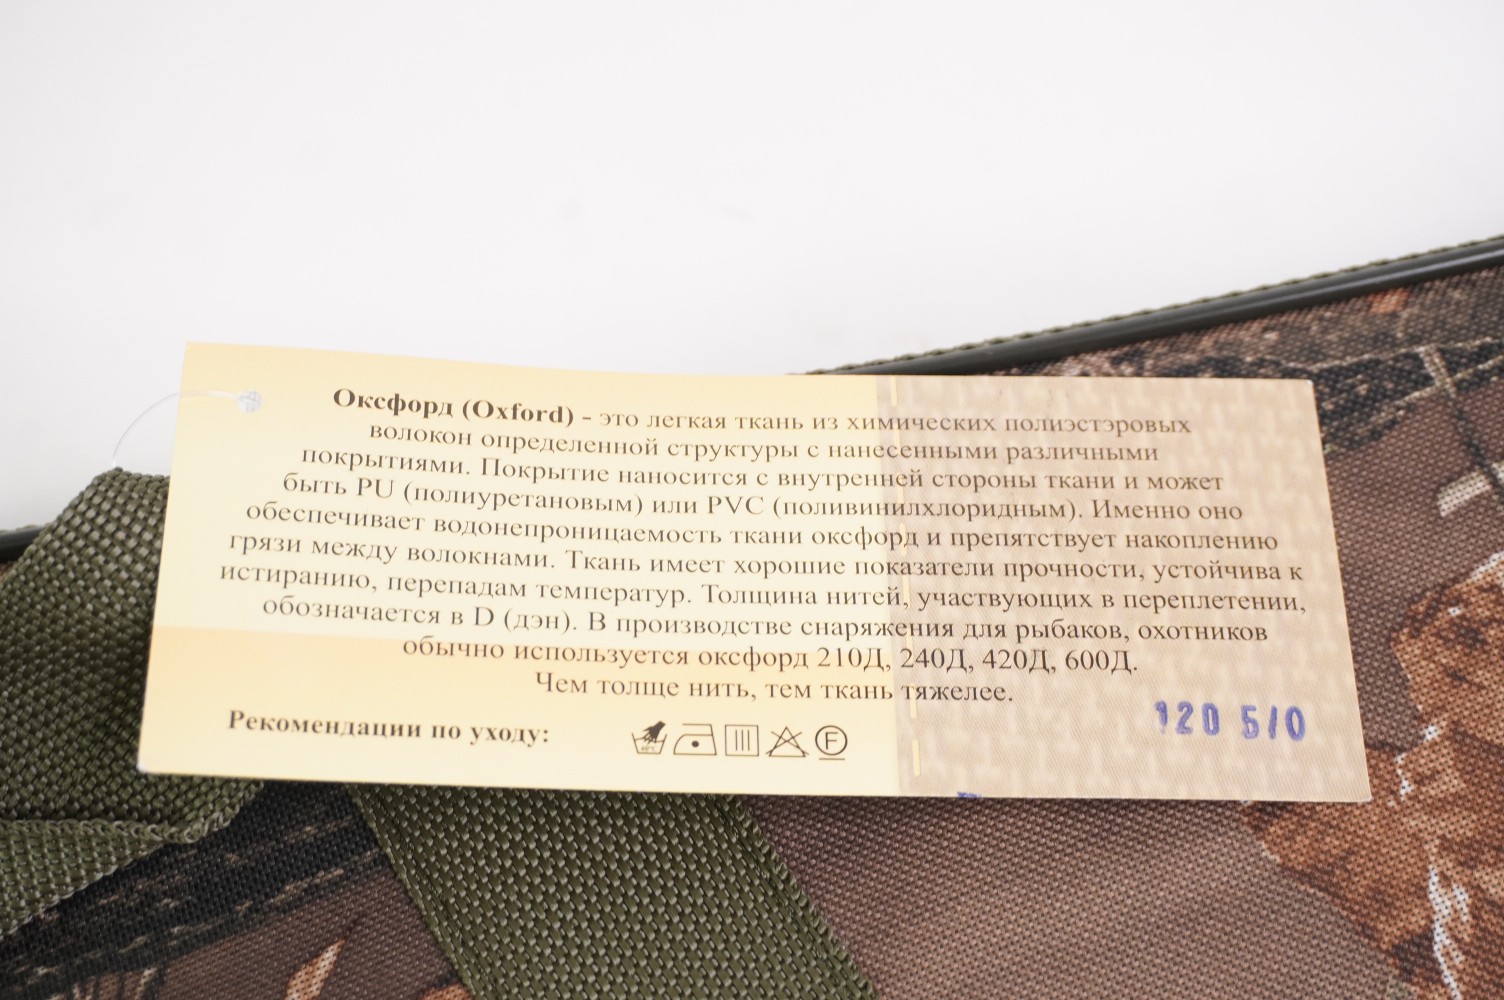 Оксфорд (Oxford) - это легкая ткань из химических полиэстэровых
волокон определенной структуры с нанесенными различными
покрытиями. Покрытие наносится с внутренней стороны ткани и может
быть PU (полиуретановым) или PVC (поливинилхлоридным). Именно оно
обеспечивает водонепроницаемость ткани оксфорд и препятствует накоплению
грязи между волокнами. Ткань имеет хорошие показатели прочности, устойчива к
истиранию, перепадам температур. Толщина нитей, участвующих в переплетении,
обозначается в D (дэн). В производстве снаряжения для рыбаков, охотников
обычно используется оксфорд 210Д, 240Д, 420Д, 600Д.
Чем толще нить, тем ткань тяжелее.
120 5/0
Рекомендации по уходу: F